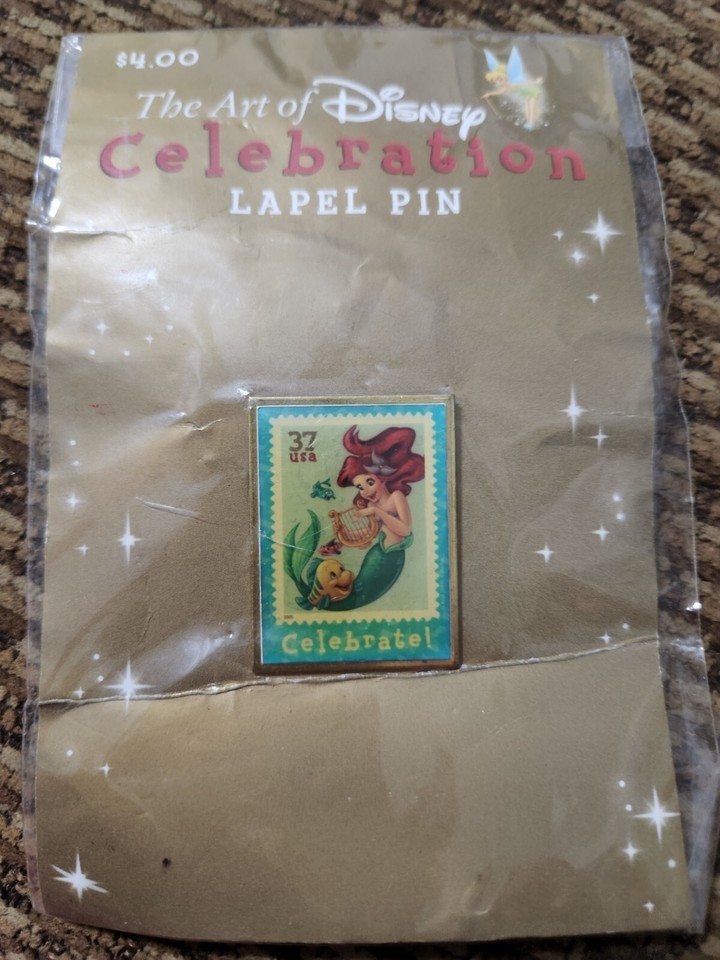 $4.00
The Art of Disney
Celebration
LAPEL PIN
37
usa
Celebrate!